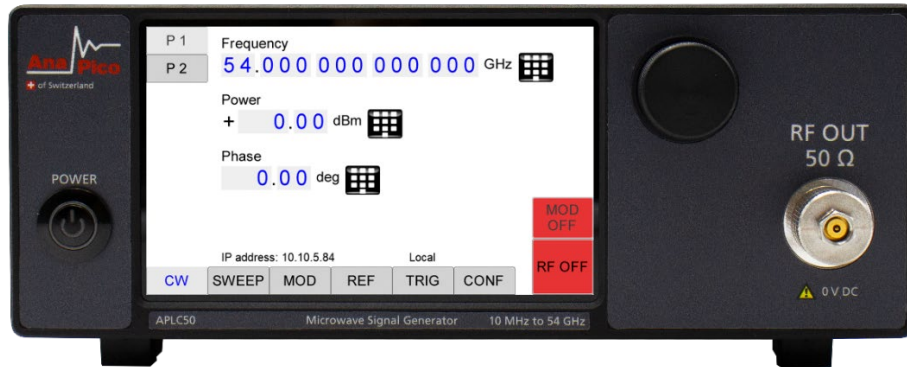 AnaPico
of Switzerland
POWER
P 1
P 2
Frequency
54.000 000 000 000 GHz
Power
+ 0.00 dBm
Phase
0.00 deg
MOD OFF
RF OFF
IP address: 10.10.5.84 Local
CW SWEEP MOD REF TRIG CONF
APLC50 Microwave Signal Generator 10 MHz to 54 GHz
RF OUT
50 Ω
0 V DC